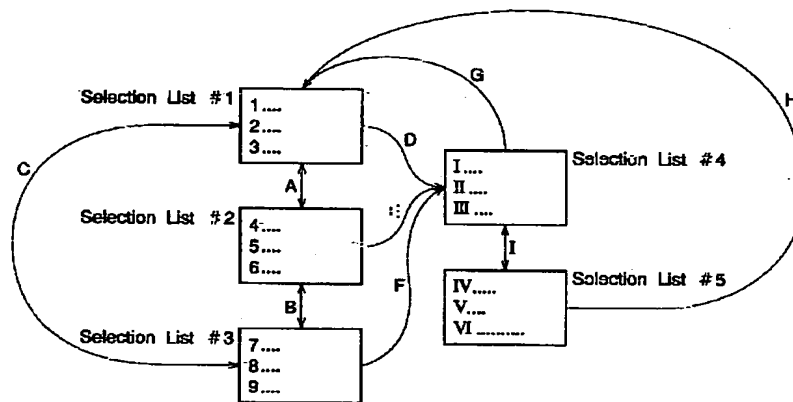 G
H
Selection List #1
1....
2....
3....
D
C
A
Selection List #4
I....
II....
III....
Selection List #2
4....
5....
6....
I
F
B
Selection List #5
IV.....
V....
VI...........
Selection List #3
7....
8....
9....